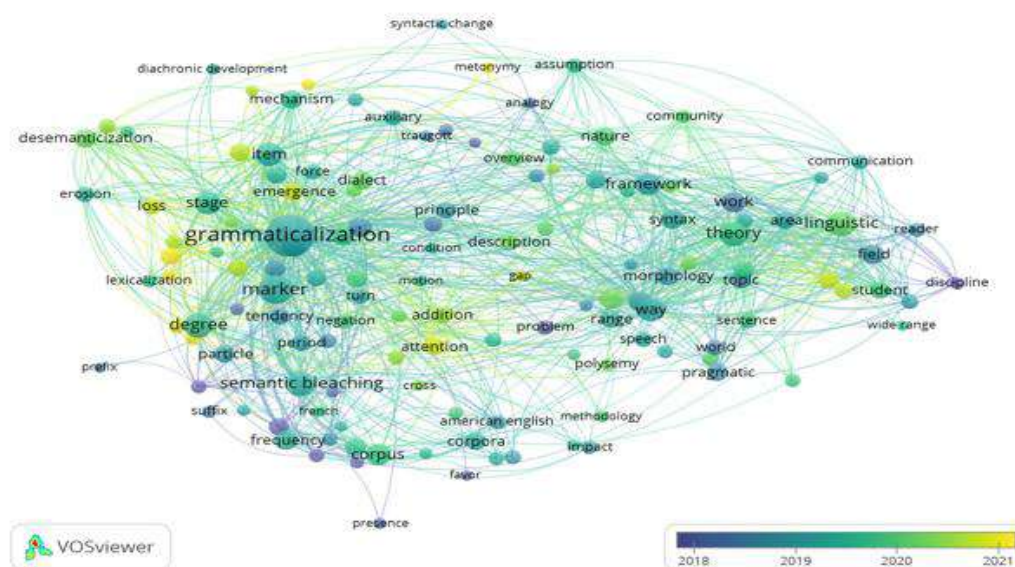 syntactic change
diachronic development
metonymy
assumption
mechanism
analogy
auxiliary
community
desemanticization
traugott
nature
item
overview
communication
force
dialect
framework
erosion
emergence
loss
stage
work
principle
syntax
area
linguistic
grammaticalization
theory
reader
condition
description
field
lexicalization
motion
gap
morphology
topic
discipline
marker
turn
student
way
tendency
negation
addition
degree
problem
range
sentence
wide range
period
attention
speech
particle
world
prefix
polysemy
pragmatic
semantic bleaching
cross
suffix
french
american english
methodology
frequency
corpora
corpus
impact
favor
presence
VOSviewer
2018 2019 2020 2021